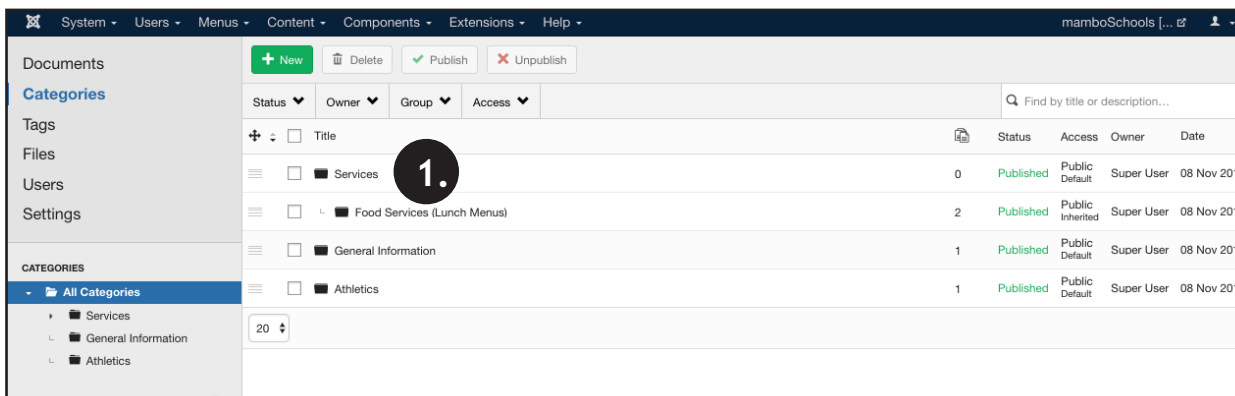 System Users Menus Content Components Extensions Help mamboSchools [...
Documents
Categories
Tags
Files
Users
Settings
CATEGORIES
All Categories
Services
General Information
Athletics
New Delete Publish Unpublish
Status Owner Group Access Find by title or description...
Title Status Access Owner Date
Services 0 Published Public Default Super User 08 Nov 20
1.
Food Services (Lunch Menus) 2 Published Public Inherited Super User 08 Nov 20
General Information 1 Published Public Default Super User 08 Nov 20
Athletics 1 Published Public Default Super User 08 Nov 20
20